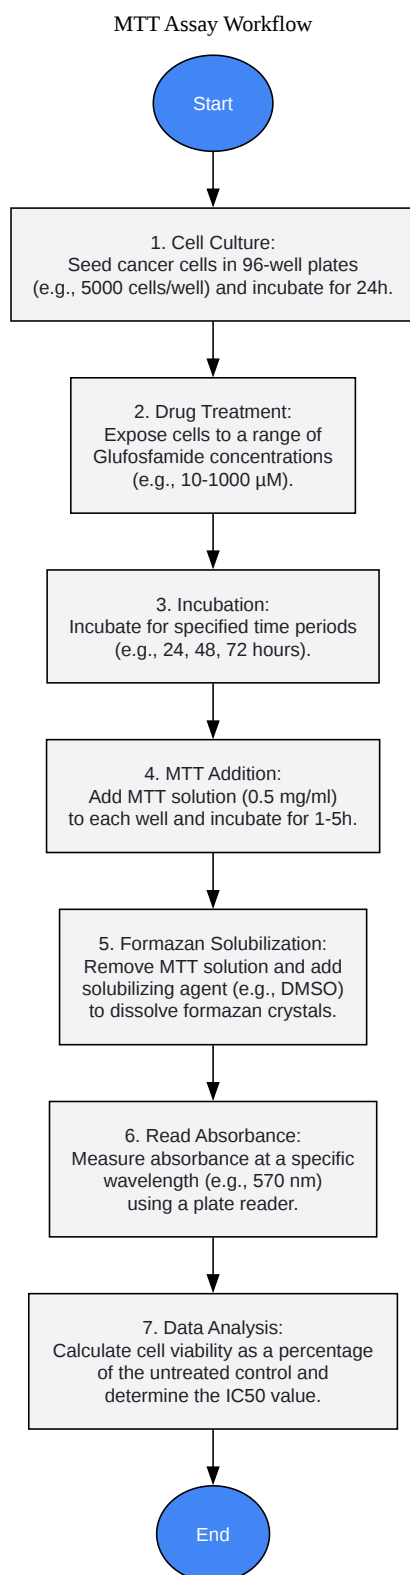 MTT Assay Workflow
Start
1. Cell Culture:
Seed cancer cells in 96-well plates
(e.g., 5000 cells/well) and incubate for 24h.
2. Drug Treatment:
Expose cells to a range of
Glufosfamide concentrations
(e.g., 10-1000 µM).
3. Incubation:
Incubate for specified time periods
(e.g., 24, 48, 72 hours).
4. MTT Addition:
Add MTT solution (0.5 mg/ml)
to each well and incubate for 1-5h.
5. Formazan Solubilization:
Remove MTT solution and add
solubilizing agent (e.g., DMSO)
to dissolve formazan crystals.
6. Read Absorbance:
Measure absorbance at a specific
wavelength (e.g., 570 nm)
using a plate reader.
7. Data Analysis:
Calculate cell viability as a percentage
of the untreated control and
determine the IC50 value.
End